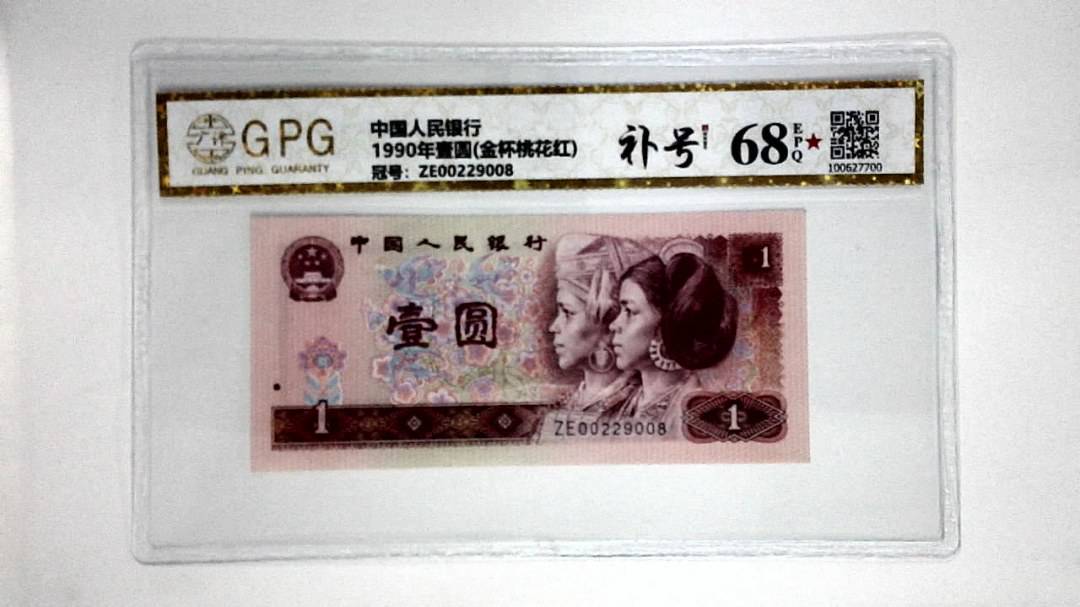 GPG
GUANG PING GUARANTY
中国人民银行
1990年壹圆(金杯桃花红)
冠号：ZE00229008
补号
68
EPQ
100627700
中国人民银行
壹圆
1
1
ZE00229008
1